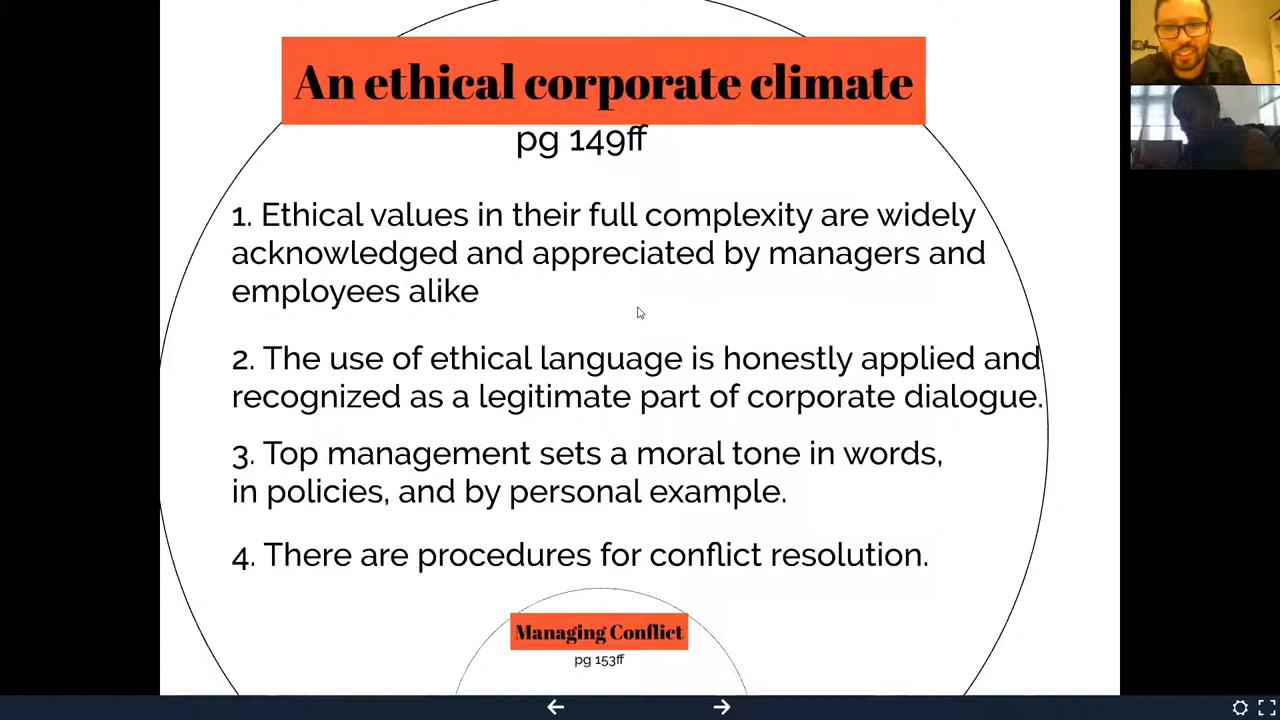 An ethical corporate climate
pg 149ff
1. Ethical values in their full complexity are widely
acknowledged and appreciated by managers and
employees alike
2. The use of ethical language is honestly applied and
recognized as a legitimate part of corporate dialogue.
3. Top management sets a moral tone in words,
in policies, and by personal example.
4. There are procedures for conflict resolution.
Managing Conflict
pg 153ff